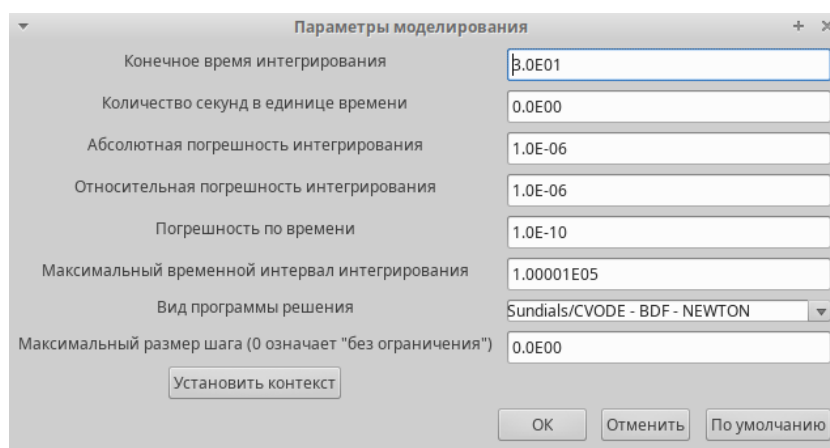 Параметры моделирования
Конечное время интегрирования 3.0E01
Количество секунд в единице времени 0.0E00
Абсолютная погрешность интегрирования 1.0E-06
Относительная погрешность интегрирования 1.0E-06
Погрешность по времени 1.0E-10
Максимальный временной интервал интегрирования 1.00001E05
Вид программы решения Sundials/CVODE - BDF - NEWTON
Максимальный размер шага (0 означает "без ограничения") 0.0E00
Установить контекст
ОК Отменить По умолчанию